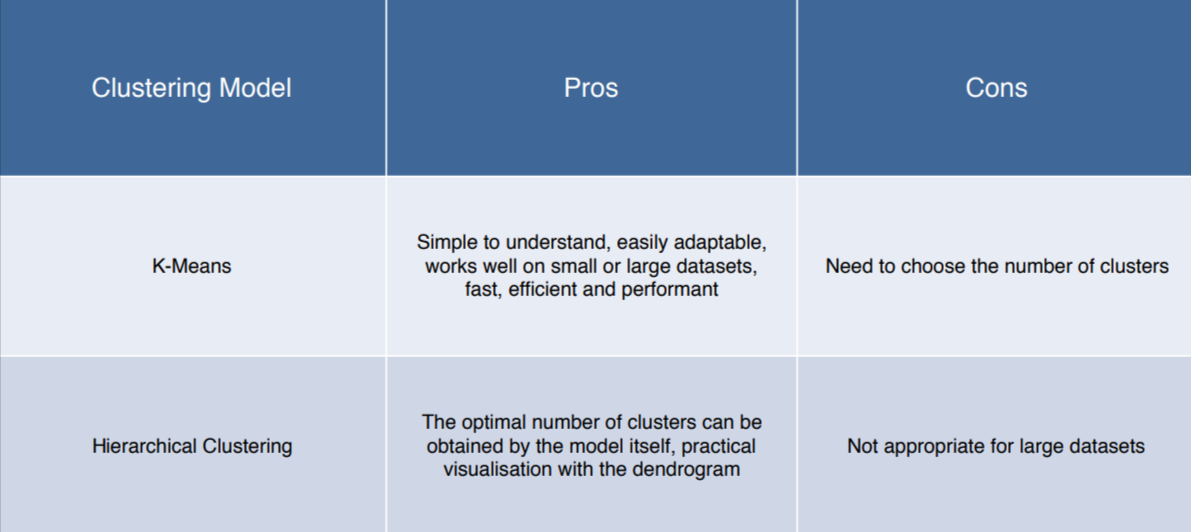 Clustering Model
Pros
Cons
K-Means
Simple to understand, easily adaptable,
works well on small or large datasets,
fast, efficient and performant
Need to choose the number of clusters
Hierarchical Clustering
The optimal number of clusters can be
obtained by the model itself, practical
visualisation with the dendrogram
Not appropriate for large datasets